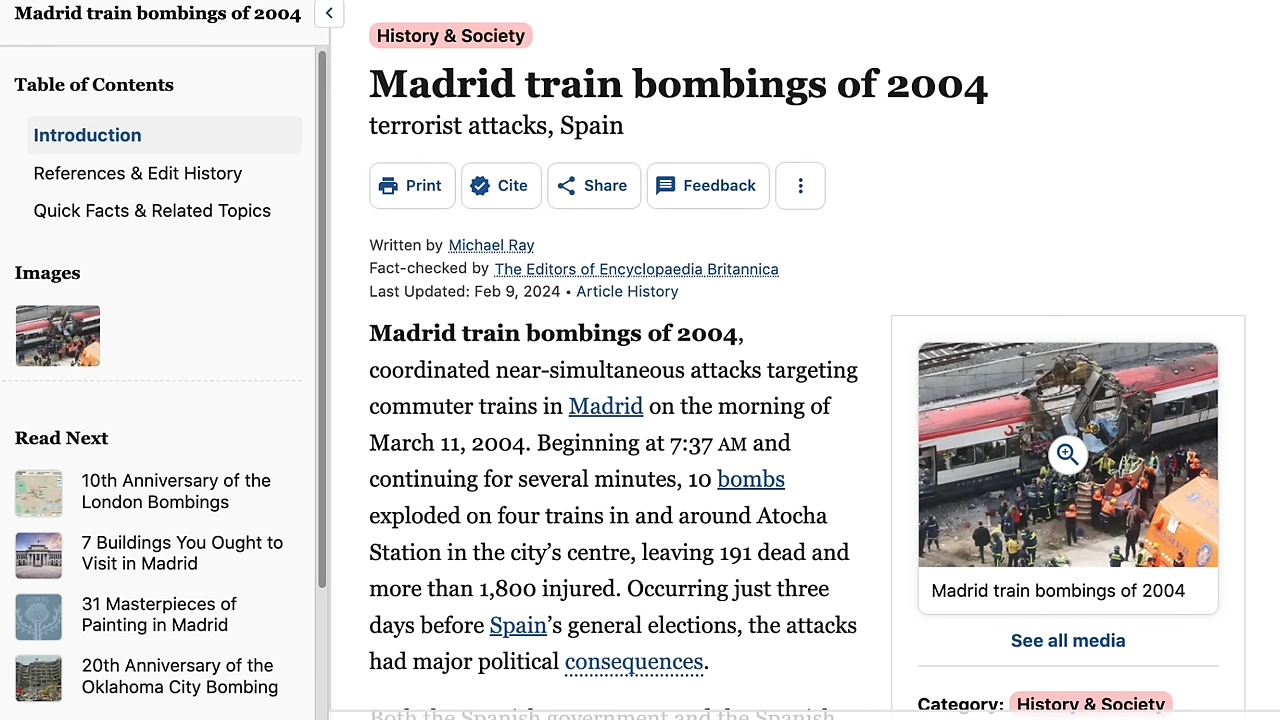 Madrid train bombings of 2004
Table of Contents
Introduction
References & Edit History
Quick Facts & Related Topics
Images
Read Next
10th Anniversary of the
London Bombings
7 Buildings You Ought to
Visit in Madrid
31 Masterpieces of
Painting in Madrid
20th Anniversary of the
Oklahoma City Bombing
History & Society
Madrid train bombings of 2004
terrorist attacks, Spain
Print Cite Share Feedback
Written by Michael Ray
Fact-checked by The Editors of Encyclopaedia Britannica
Last Updated: Feb 9, 2024 • Article History
Madrid train bombings of 2004,
coordinated near-simultaneous attacks targeting
commuter trains in Madrid on the morning of
March 11, 2004. Beginning at 7:37 AM and
continuing for several minutes, 10 bombs
exploded on four trains in and around Atocha
Station in the city’s centre, leaving 191 dead and
more than 1,800 injured. Occurring just three
days before Spain’s general elections, the attacks
had major political consequences.
Both the Spanish government and the Spanish
Madrid train bombings of 2004
See all media
Category: History & Society